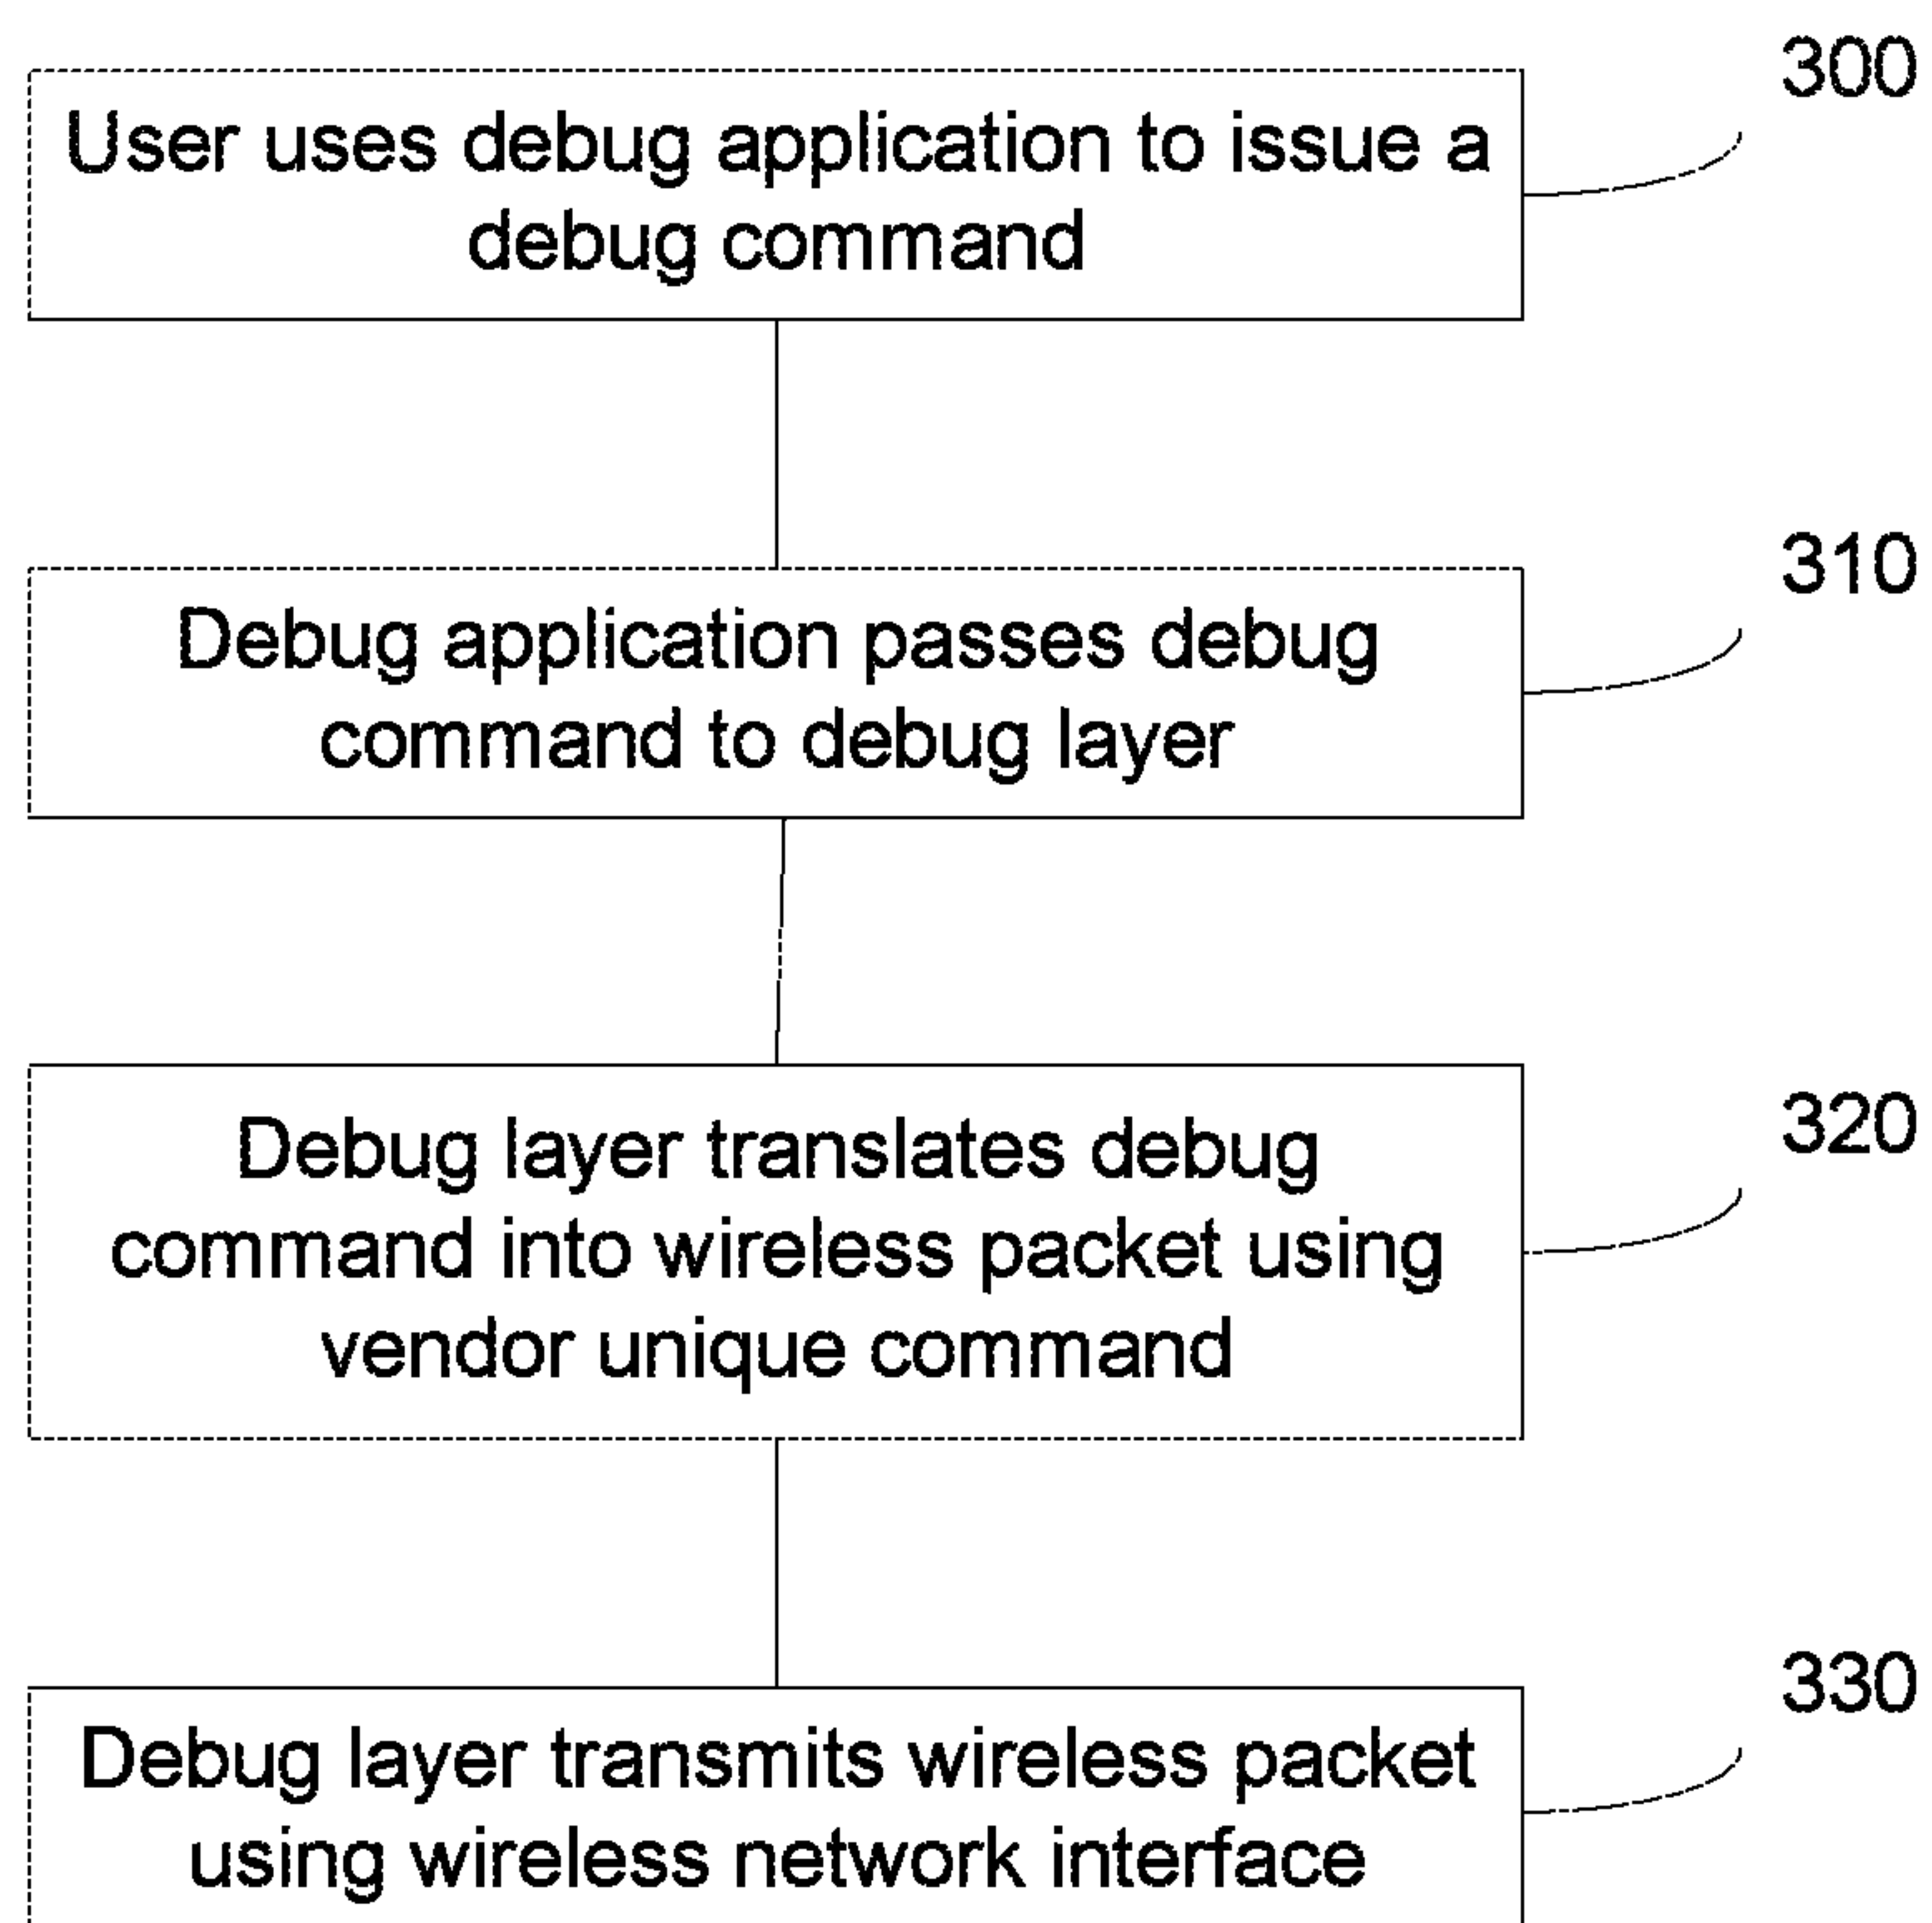 300
User uses debug application to issue a
debug command
310
Debug application passes debug
command to debug layer
320
Debug layer translates debug
command into wireless packet using
vendor unique command
330
Debug layer transmits wireless packet
using wireless network interface